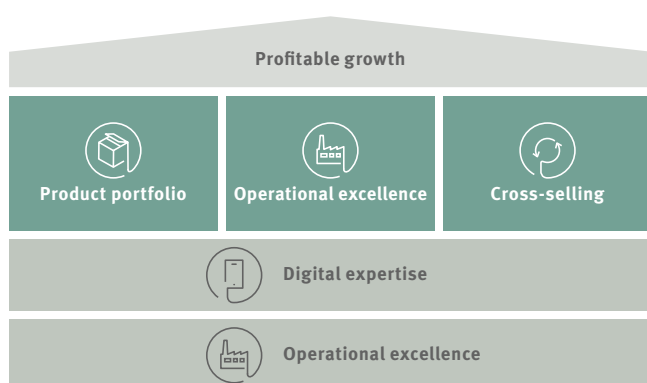 Profitable growth
Product portfolio
Operational excellence
Cross-selling
Digital expertise
Operational excellence